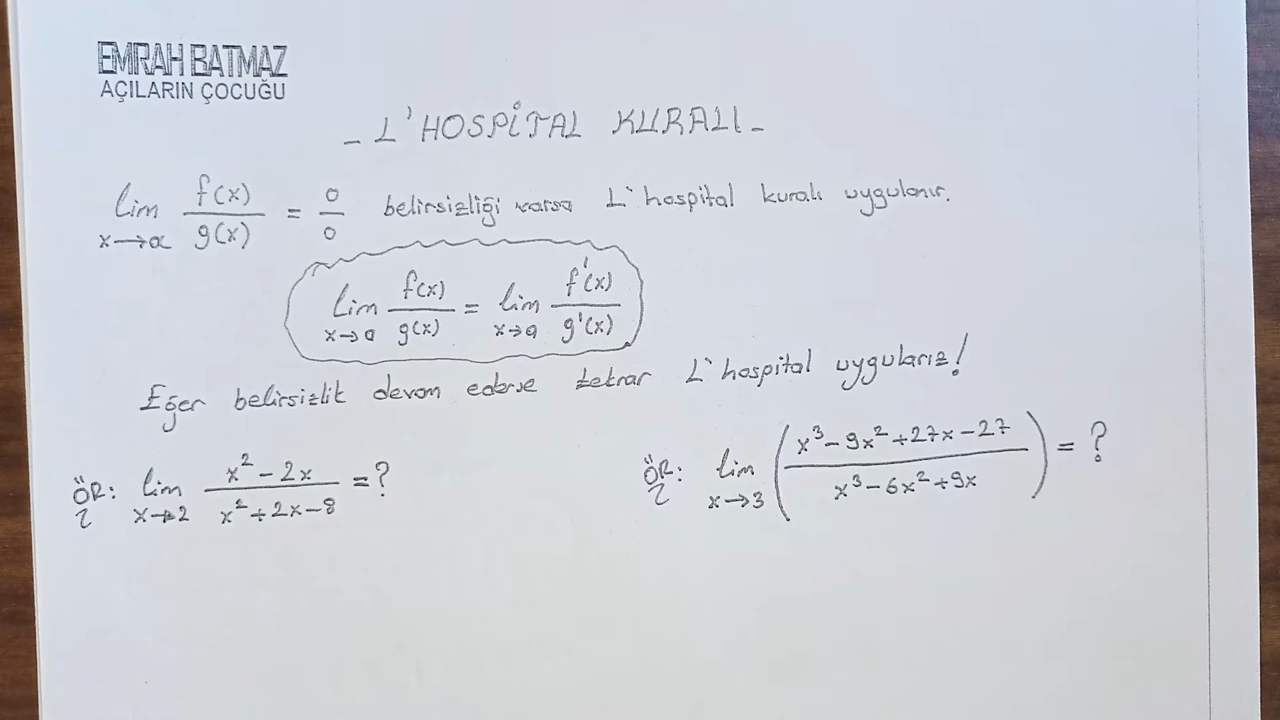 EMRAH BATMAZ
AÇILARIN ÇOCUĞU
- L'HOSPİTAL KURALI -
lim x→a f(x)/g(x) = 0/0 belirsizliği varsa L'hospital kuralı uygulanır.
lim x→a f(x)/g(x) = lim x→a f'(x)/g'(x)
Eğer belirsizlik devam ederse tekrar L'hospital uygularız!
ÖR: lim x→2 x²-2x / x²+2x-8 = ?
ÖR: lim x→3 (x³-9x²+27x-27 / x³-6x²+9x) = ?